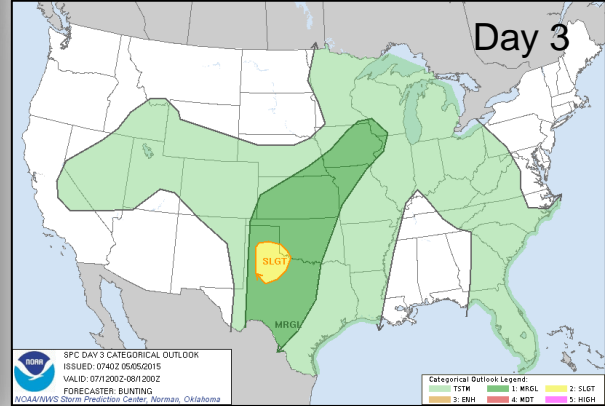 Day 3
SLGT
MRGL
NOAA
SPC DAY 3 CATEGORICAL OUTLOOK
ISSUED: 0740Z 05/05/2015
VALID: 07/1200Z-08/1200Z
FORECASTER: BUNTING
NOAA/NWS Storm Prediction Center, Norman, Oklahoma
Categorical Outlook Legend:
TSTM 1: MRGL 2: SLGT
3: ENH 4: MDT 5: HIGH